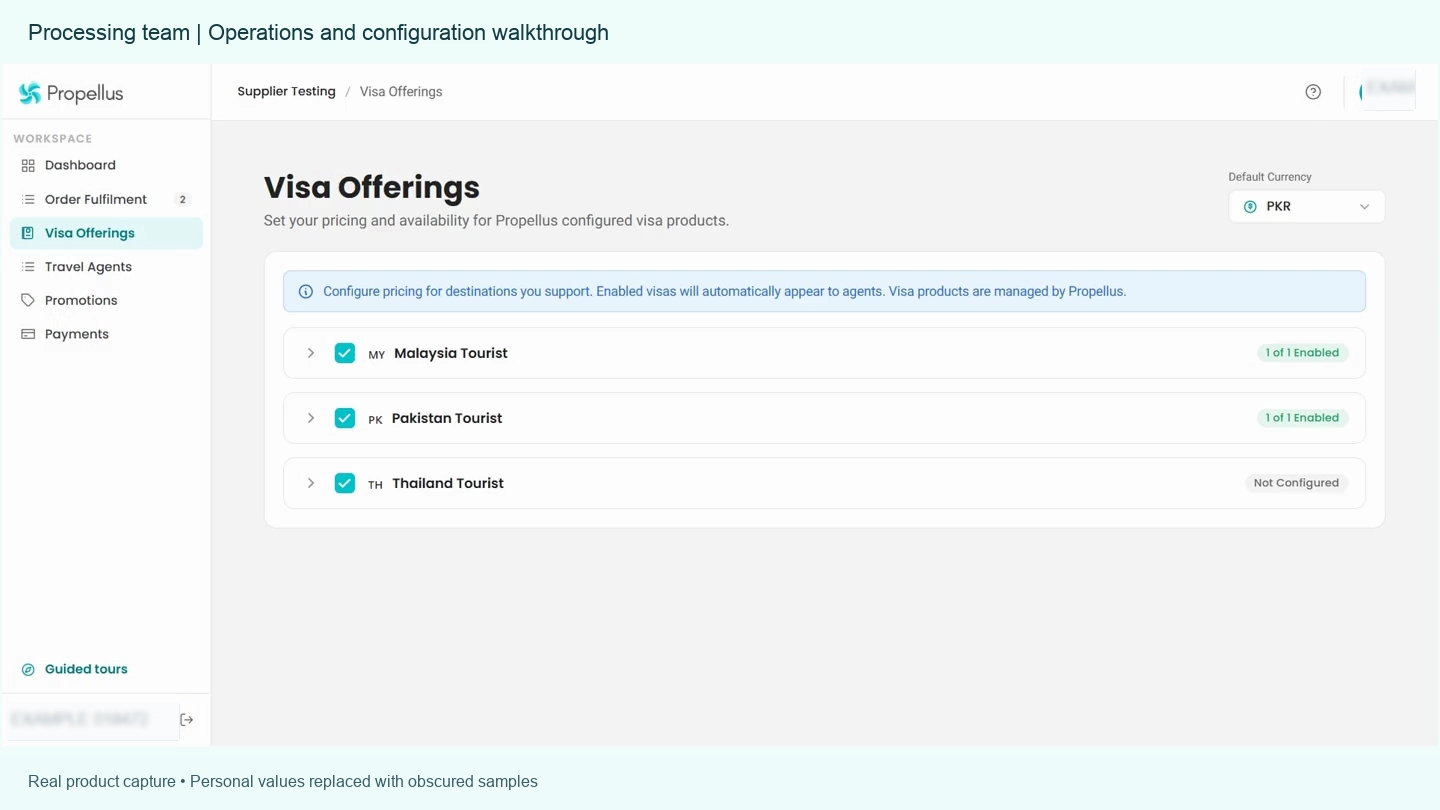 Processing team | Operations and configuration walkthrough
Propellus
Supplier Testing / Visa Offerings
WORKSPACE
Dashboard
Order Fulfilment 2
Visa Offerings
Travel Agents
Promotions
Payments
Guided tours
Visa Offerings
Set your pricing and availability for Propellus configured visa products.
Default Currency
PKR
Configure pricing for destinations you support. Enabled visas will automatically appear to agents. Visa products are managed by Propellus.
MY Malaysia Tourist 1 of 1 Enabled
PK Pakistan Tourist 1 of 1 Enabled
TH Thailand Tourist Not Configured
Real product capture • Personal values replaced with obscured samples